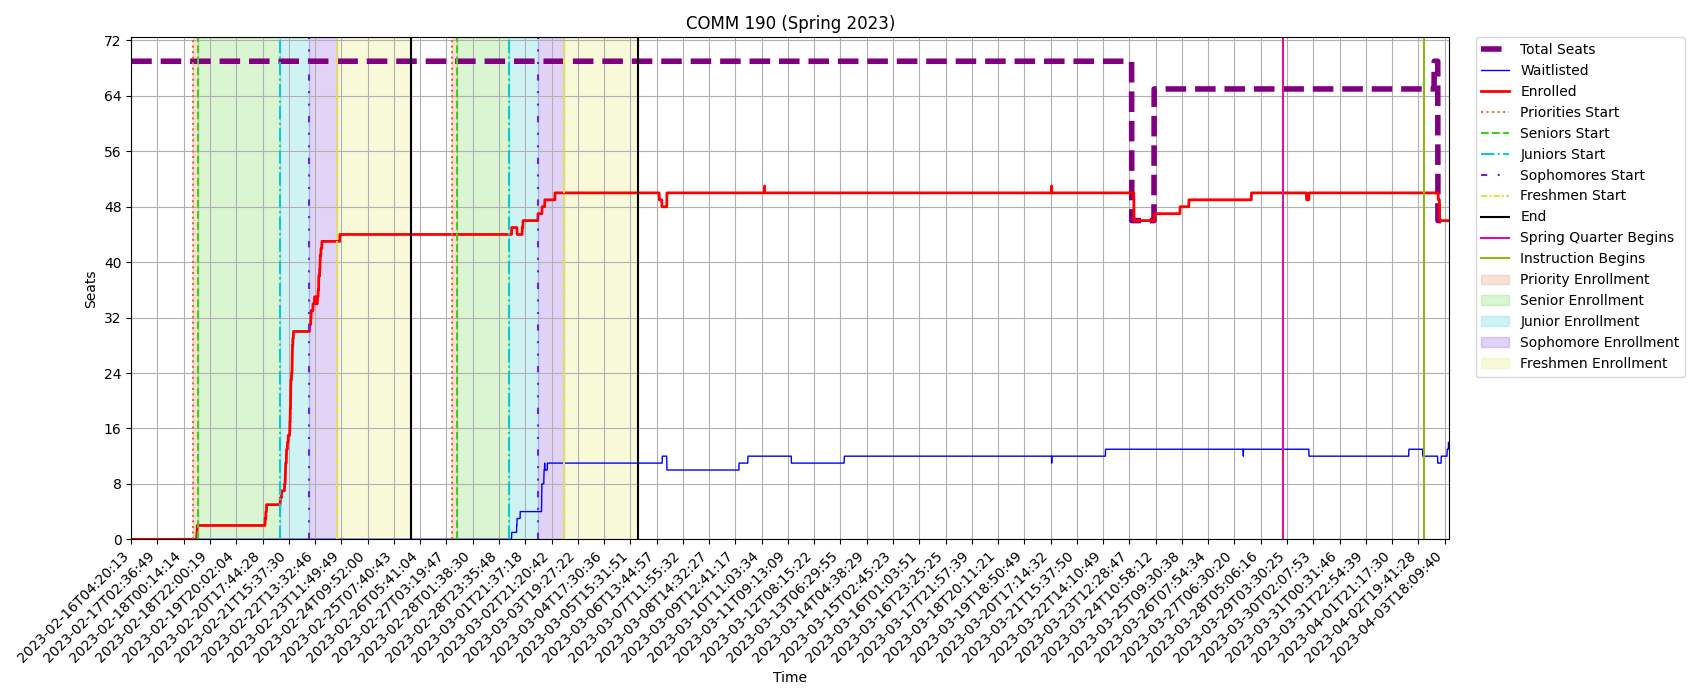 COMM 190 (Spring 2023)
72
64
56
48
40
32
24
16
8
0
Seats
2023-02-16T04:20:13
2023-02-17T02:36:49
2023-02-18T00:14:14
2023-02-18T22:00:19
2023-02-19T20:02:04
2023-02-20T17:44:28
2023-02-21T15:37:30
2023-02-22T13:32:46
2023-02-23T11:49:49
2023-02-24T09:52:00
2023-02-25T07:40:43
2023-02-26T05:41:04
2023-02-27T03:19:47
2023-02-28T01:38:30
2023-02-28T23:35:48
2023-03-01T21:37:18
2023-03-02T21:20:42
2023-03-03T19:27:22
2023-03-04T17:30:36
2023-03-05T15:31:51
2023-03-06T13:44:57
2023-03-07T11:55:32
2023-03-08T14:32:27
2023-03-09T12:41:17
2023-03-10T11:03:34
2023-03-11T09:13:09
2023-03-12T08:15:22
2023-03-13T06:29:55
2023-03-14T04:38:29
2023-03-15T02:45:23
2023-03-16T01:03:51
2023-03-16T23:25:25
2023-03-17T21:57:39
2023-03-18T20:11:21
2023-03-19T18:50:49
2023-03-20T17:14:32
2023-03-21T15:37:50
2023-03-22T14:10:49
2023-03-23T12:28:47
2023-03-24T10:58:12
2023-03-25T09:30:38
2023-03-26T07:54:34
2023-03-27T06:30:20
2023-03-28T05:06:16
2023-03-29T03:30:25
2023-03-30T02:07:53
2023-03-31T00:31:46
2023-03-31T22:54:39
2023-04-01T21:17:30
2023-04-02T19:41:28
2023-04-03T18:09:40
Time
Total Seats
Waitlisted
Enrolled
Priorities Start
Seniors Start
Juniors Start
Sophomores Start
Freshmen Start
End
Spring Quarter Begins
Instruction Begins
Priority Enrollment
Senior Enrollment
Junior Enrollment
Sophomore Enrollment
Freshmen Enrollment